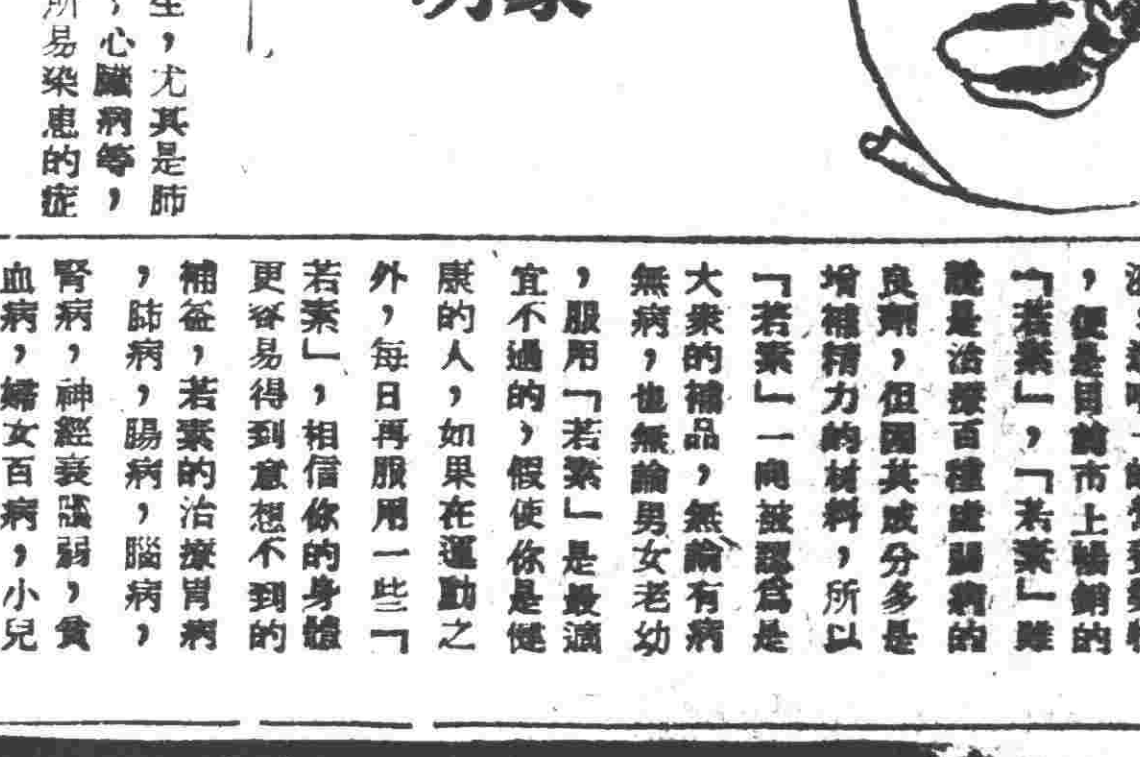 生，尤其是肺
，心臟病等，
所易染患的症
，便是目前市上暢銷的
「若素」，「若素」雖
說是治療百種虛弱病的
良劑，但因其成分多是
增補精力的材料，所以
「若素」一向被認為是
大衆的補品，無論有病
無病，也無論男女老幼
，服用「若素」是最適
宜不過的，假使你是健
康的人，如果在運動之
外，每日再服用一些「
若素」，相信你的身體
更容易得到意想不到的
補益，若素的治療胃病
，肺病，腸病，腦病，
腎病，神經衰弱，貧
血病，婦女百病，小兒